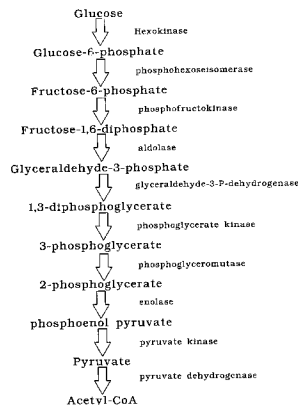 Glucose
Hexokinase
Glucose-6-phosphate
phosphohexoseisomerase
Fructose-6-phosphate
phosphofructokinase
Fructose-1,6-diphosphate
aldolase
Glyceraldehyde-3-phosphate
glyceraldehyde-3-P-dehydrogenase
1,3-diphosphoglycerate
phosphoglycerate kinase
3-phosphoglycerate
phosphoglyceromutase
2-phosphoglycerate
enolase
phosphoenol pyruvate
pyruvate kinase
Pyruvate
pyruvate dehydrogenase
Acetyl-CoA